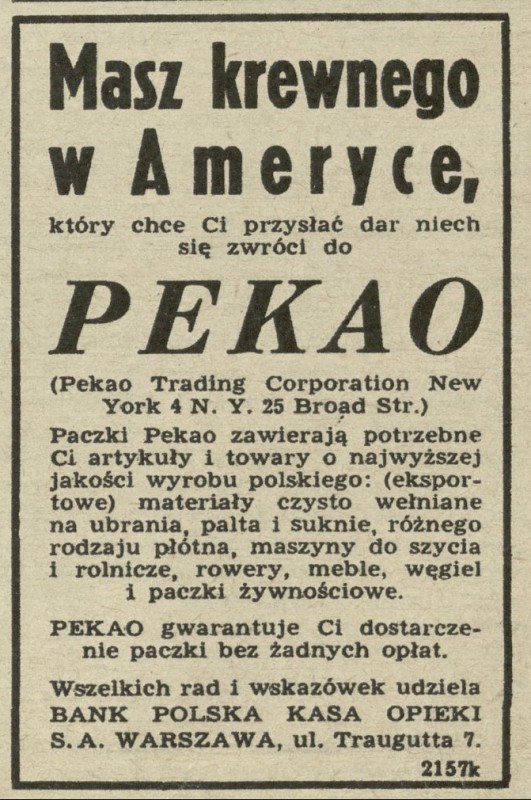 Masz krewnego
w Ameryce,
który chce Ci przysłać dar niech
się zwróci do
PEKAO
(Pekao Trading Corporation New
York 4 N. Y. 25 Broad Str.)
Paczki Pekao zawierają potrzebne
Ci artykuły i towary o najwyższej
jakości wyrobu polskiego: (ekspor-
towe) materiały czysto wełniane
na ubrania, palta i suknie, różnego
rodzaju płótna, maszyny do szycia
i rolnicze, rowery, meble, węgiel
i paczki żywnościowe.
PEKAO gwarantuje Ci dostarcze-
nie paczki bez żadnych opłat.
Wszelkich rad i wskazówek udziela
BANK POLSKA KASA OPIEKI
S. A. WARSZAWA, ul. Traugutta 7.
2157k